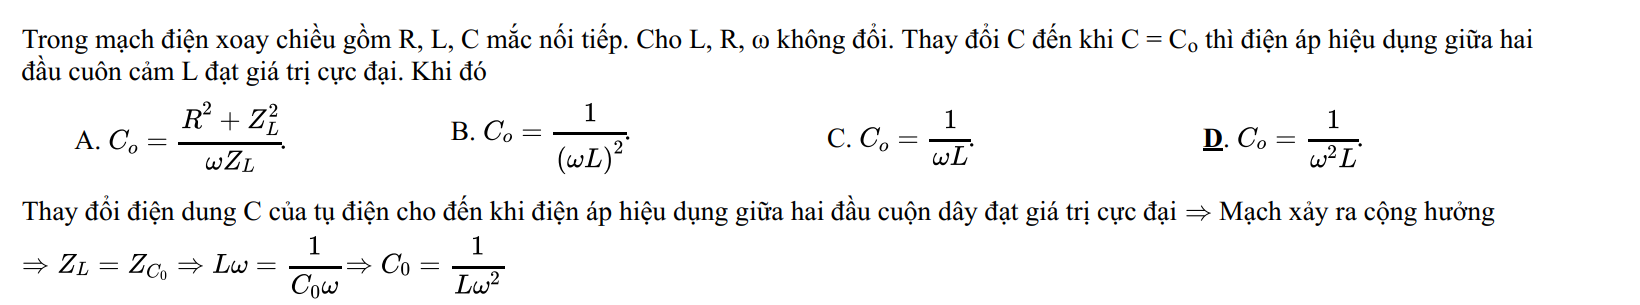 Trong mạch điện xoay chiều gồm R, L, C mắc nối tiếp. Cho L, R, ω không đổi. Thay đổi C đến khi C = Cₒ thì điện áp hiệu dụng giữa hai
đầu cuôn cảm L đạt giá trị cực đại. Khi đó
A. $C_o = \frac{R^2 + Z_L^2}{\omega Z_L}$. B. $C_o = \frac{1}{(\omega L)^2}$. C. $C_o = \frac{1}{\omega L}$. D. $C_o = \frac{1}{\omega^2 L}$.
Thay đổi điện dung C của tụ điện cho đến khi điện áp hiệu dụng giữa hai đầu cuộn dây đạt giá trị cực đại ⇒ Mạch xảy ra cộng hưởng
$\Rightarrow Z_L = Z_{C_0} \Rightarrow L\omega = \frac{1}{C_0\omega} \Rightarrow C_0 = \frac{1}{L\omega^2}$